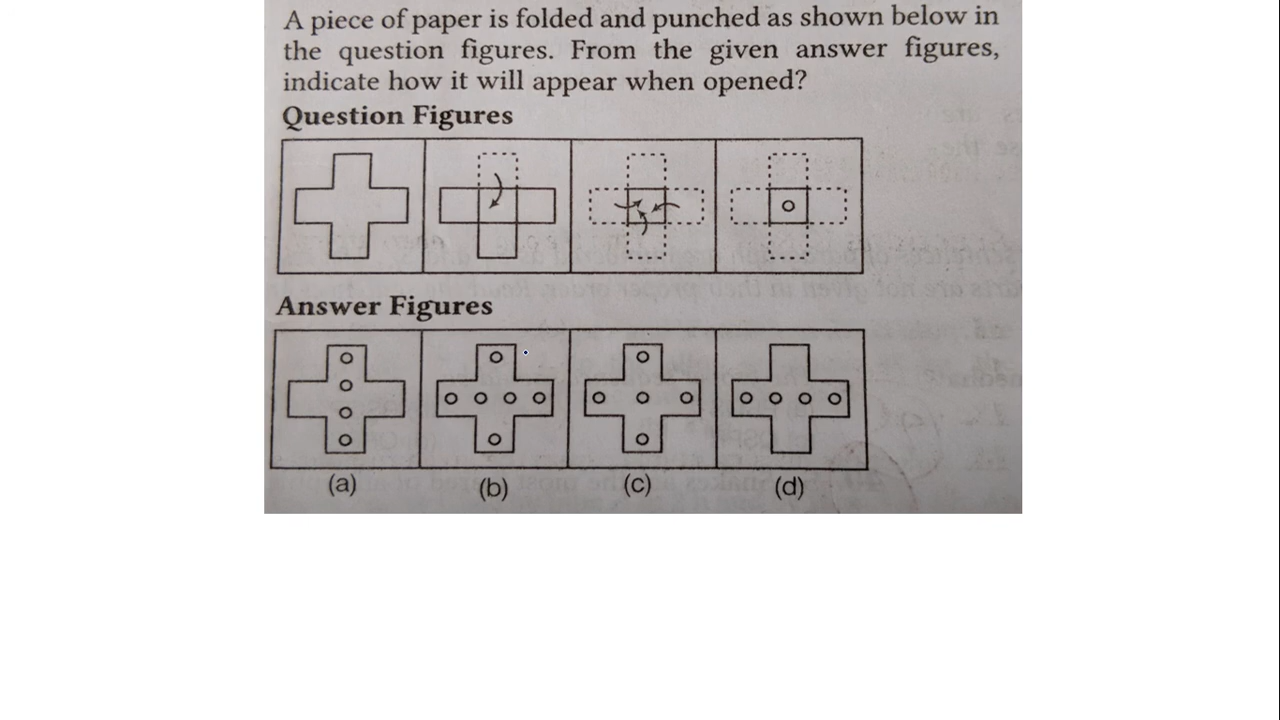 A piece of paper is folded and punched as shown below in
the question figures. From the given answer figures,
indicate how it will appear when opened?
Question Figures
Answer Figures
(a) (b) (c) (d)